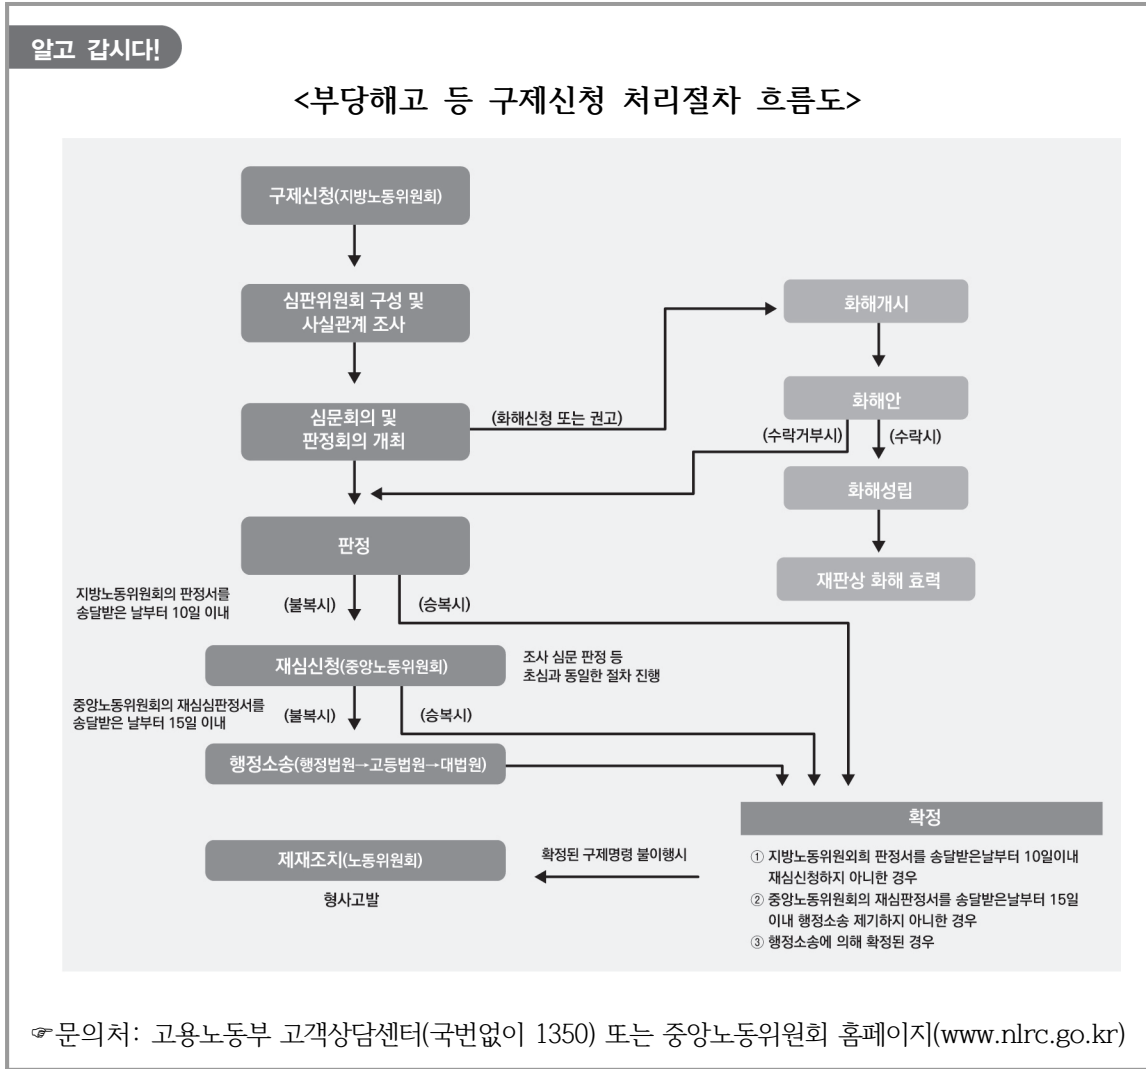 알고 갑시다!
<부당해고 등 구제신청 처리절차 흐름도>
구제신청(지방노동위원회)
심판위원회 구성 및
사실관계 조사
화해개시
심문회의 및
판정회의 개최
(화해신청 또는 권고)
화해안
(수락거부시)
(수락시)
화해성립
판정
재판상 화해 효력
지방노동위원회의 판정서를
송달받은 날부터 10일 이내
(불복시)
(승복시)
재심신청(중앙노동위원회)
조사 심문 판정 등
초심과 동일한 절차 진행
중앙노동위원회의 재심심판정서를
송달받은 날부터 15일 이내
(불복시)
(승복시)
행정소송(행정법원→고등법원→대법원)
확정
제재조치(노동위원회)
형사고발
확정된 구제명령 불이행시
① 지방노동위원외희 판정서를 송달받은날부터 10일이내
재심신청하지 아니한 경우
② 중앙노동위원회의 재심판정서를 송달받은날부터 15일
이내 행정소송 제기하지 아니한 경우
③ 행정소송에 의해 확정된 경우
☞문의처: 고용노동부 고객상담센터(국번없이 1350) 또는 중앙노동위원회 홈페이지(www.nlrc.go.kr)